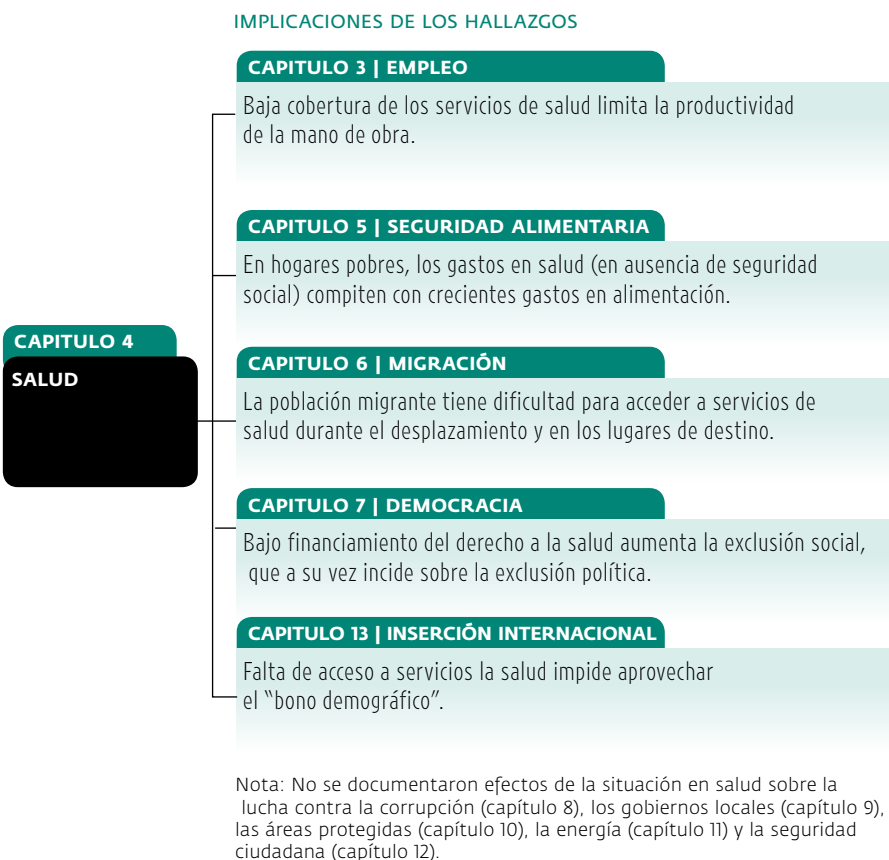 IMPLICACIONES DE LOS HALLAZGOS
CAPITULO 3 | EMPLEO
Baja cobertura de los servicios de salud limita la productividad
de la mano de obra.
CAPITULO 5 | SEGURIDAD ALIMENTARIA
En hogares pobres, los gastos en salud (en ausencia de seguridad
social) compiten con crecientes gastos en alimentación.
CAPITULO 4
SALUD
CAPITULO 6 | MIGRACIÓN
La población migrante tiene dificultad para acceder a servicios de
salud durante el desplazamiento y en los lugares de destino.
CAPITULO 7 | DEMOCRACIA
Bajo financiamiento del derecho a la salud aumenta la exclusión social,
que a su vez incide sobre la exclusión política.
CAPITULO 13 | INSERCIÓN INTERNACIONAL
Falta de acceso a servicios la salud impide aprovechar
el “bono demográfico”.
Nota: No se documentaron efectos de la situación en salud sobre la
lucha contra la corrupción (capítulo 8), los gobiernos locales (capítulo 9),
las áreas protegidas (capítulo 10), la energía (capítulo 11) y la seguridad
ciudadana (capítulo 12).